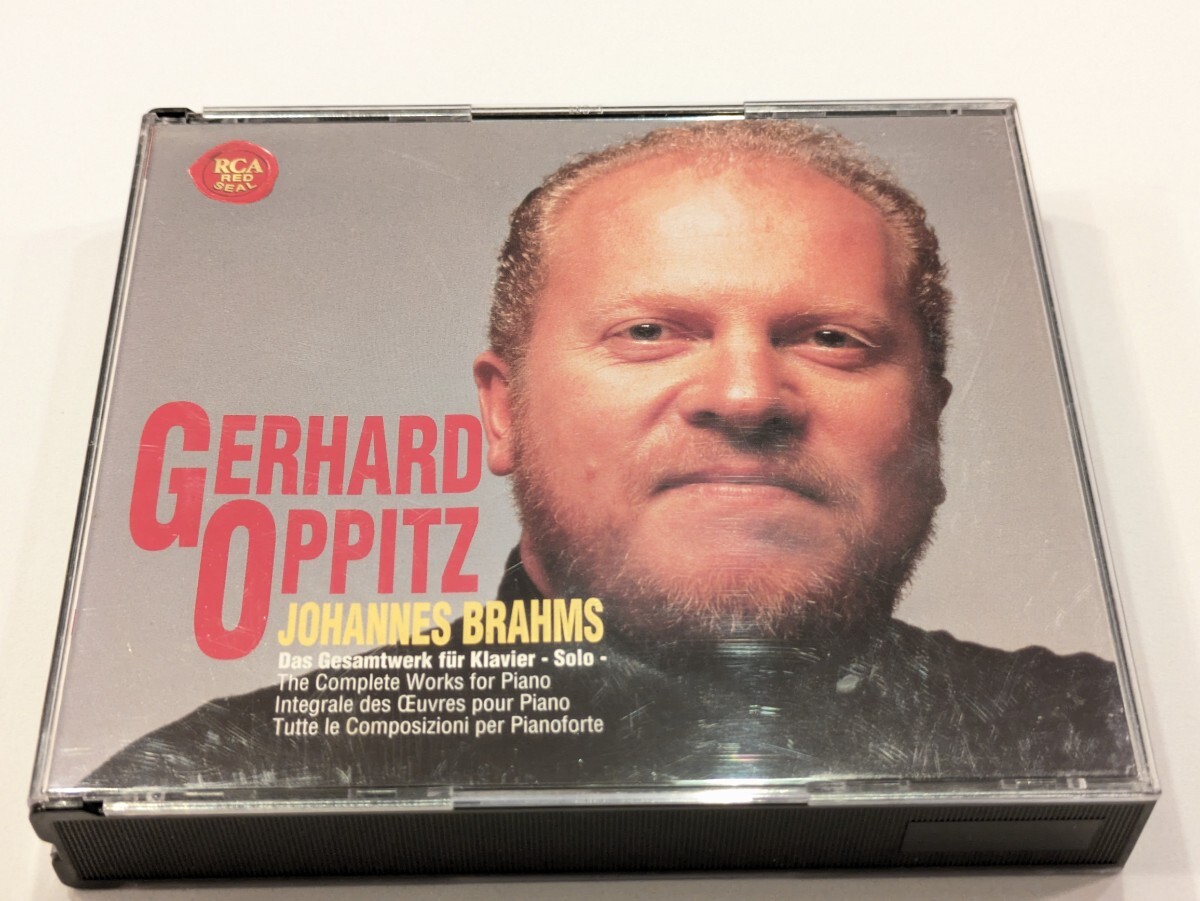 RCA
RED
SEAL
GERHARD
OPPITZ
JOHANNES BRAHMS
Das Gesamtwerk für Klavier - Solo -
The Complete Works for Piano
Integrale des Œuvres pour Piano
Tutte le Composizioni per Pianoforte